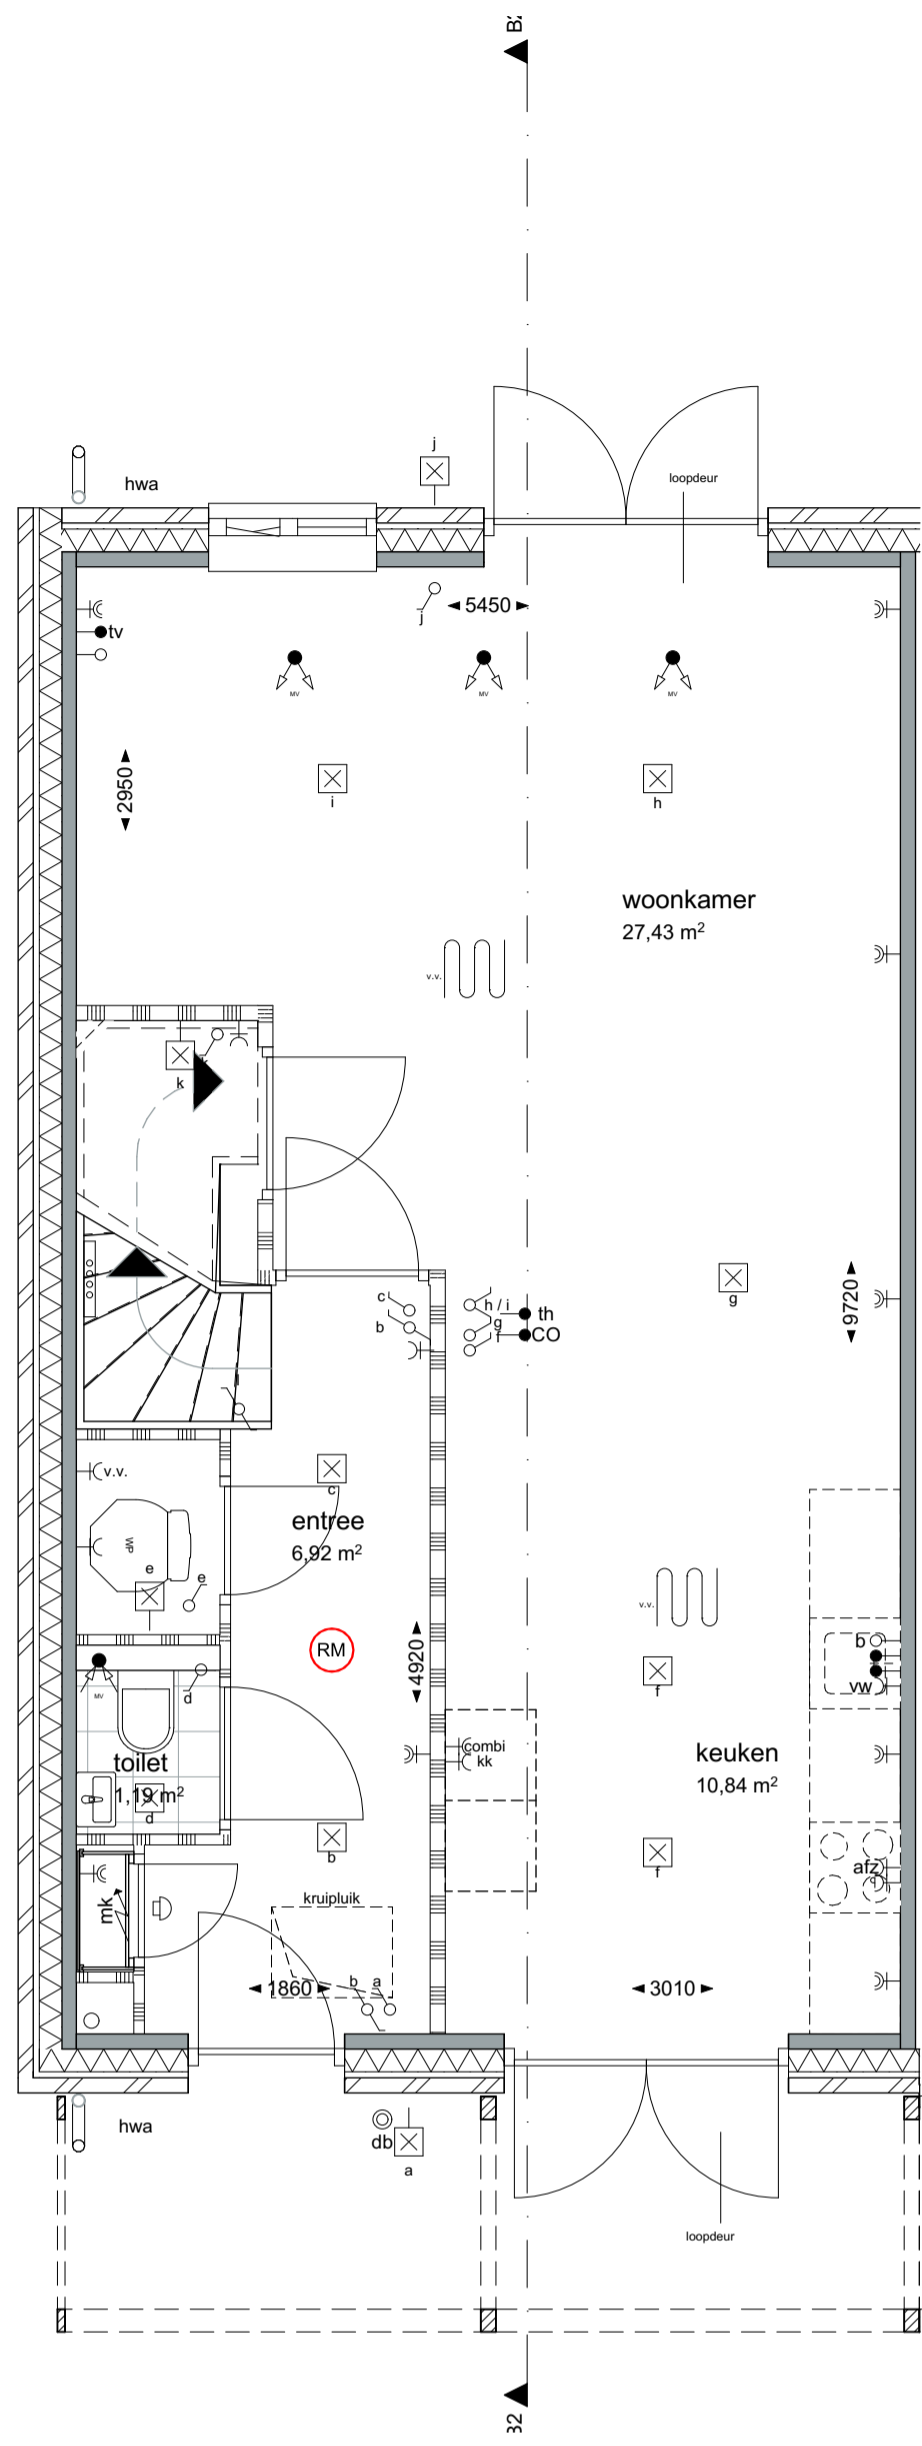 j
hwa
loopdeur
5450
j
tv
MV
MV
MV
2950
i
h
woonkamer
27,43 m²
v.v.
k
k
g
9720
c
h / i
th
b
g
f
CO
v.v.
c
entree
6,92 m²
WP
e
e
v.v.
RM
4920
b
d
f
vw
MV
combi
kk
keuken
10,84 m²
toilet
1,19 m²
d
b
f
afz
mk
kruipluik
1860
b
a
3010
hwa
db
a
loopdeur